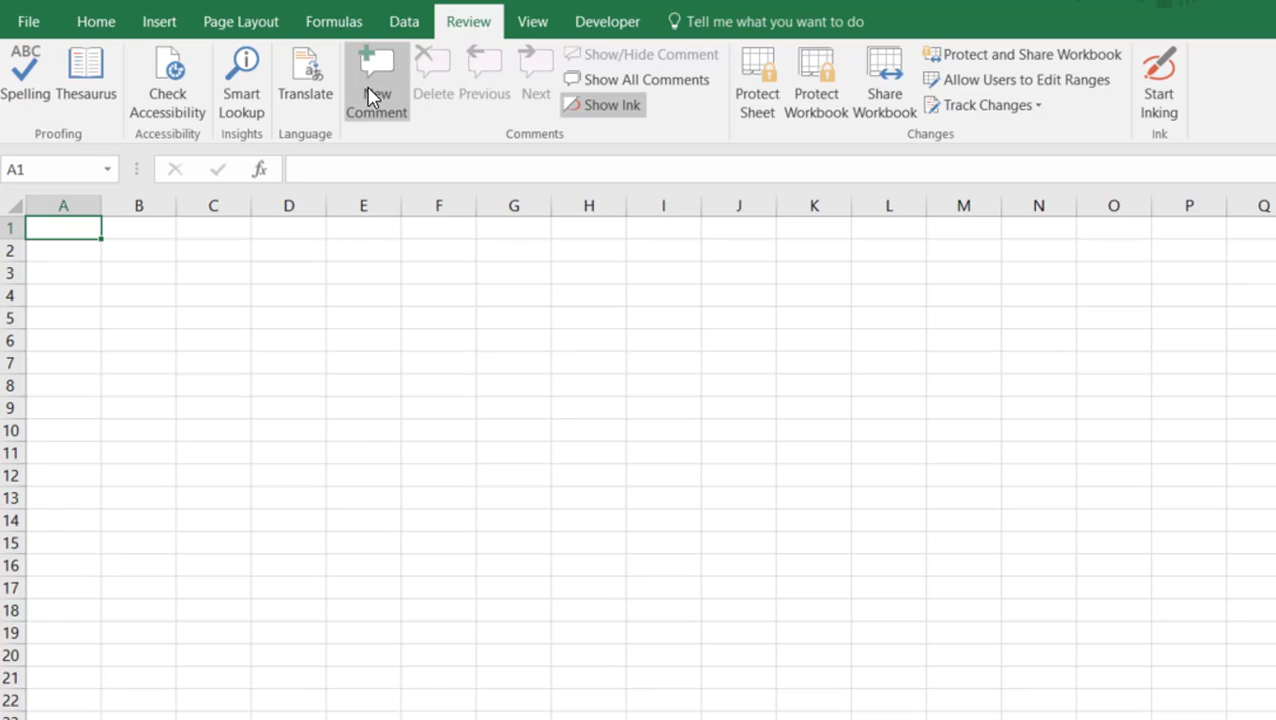 File Home Insert Page Layout Formulas Data Review View Developer Tell me what you want to do
ABC
Spelling Thesaurus
Proofing
Check Accessibility
Accessibility
Smart Lookup
Insights
Translate
Language
New Comment
Delete Previous Next
Show/Hide Comment
Show All Comments
Show Ink
Comments
Protect Sheet
Protect Workbook
Share Workbook
Protect and Share Workbook
Allow Users to Edit Ranges
Track Changes
Changes
Start Inking
Ink
A1 fx
A B C D E F G H I J K L M N O P Q
1
2
3
4
5
6
7
8
9
10
11
12
13
14
15
16
17
18
19
20
21
22